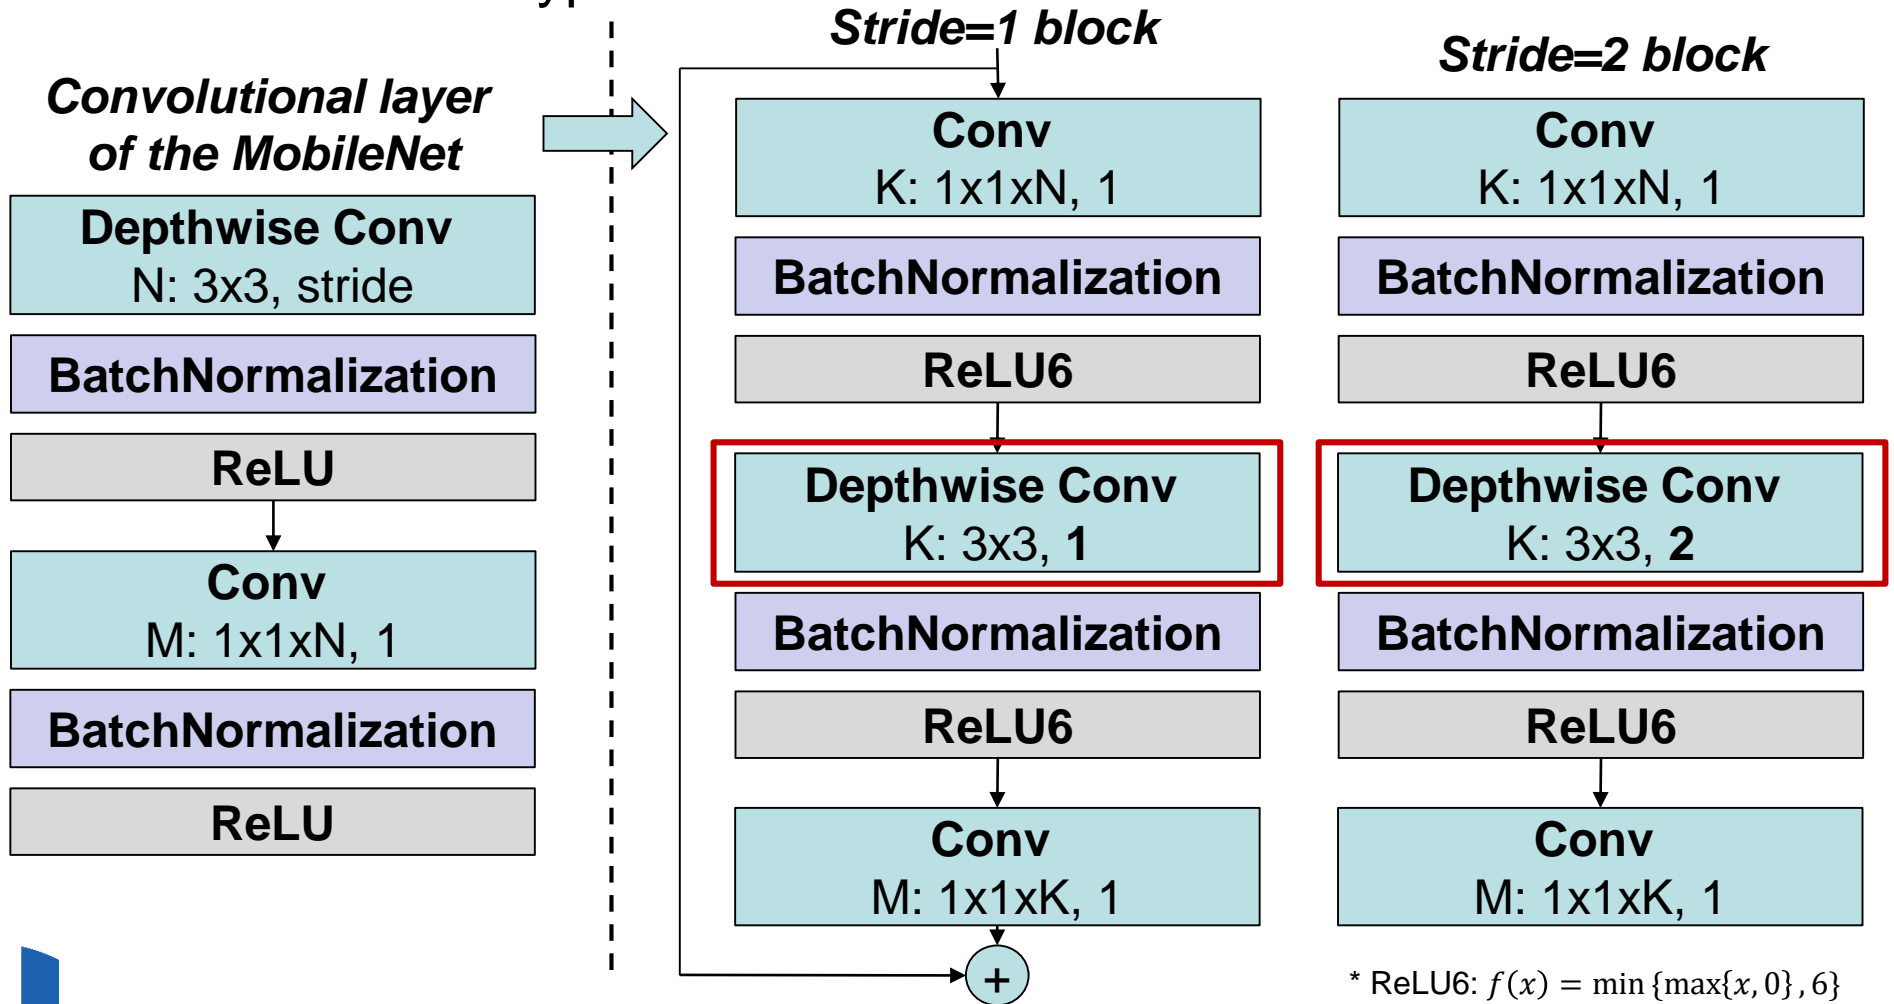 Convolutional layer
of the MobileNet
Depthwise Conv
N: 3x3, stride
BatchNormalization
ReLU
Conv
M: 1x1xN, 1
BatchNormalization
ReLU
Stride=1 block
Conv
K: 1x1xN, 1
BatchNormalization
ReLU6
Depthwise Conv
K: 3x3, 1
BatchNormalization
ReLU6
Conv
M: 1x1xK, 1
+
Stride=2 block
Conv
K: 1x1xN, 1
BatchNormalization
ReLU6
Depthwise Conv
K: 3x3, 2
BatchNormalization
ReLU6
Conv
M: 1x1xK, 1
* ReLU6: f(x) = min {max{x, 0}, 6}